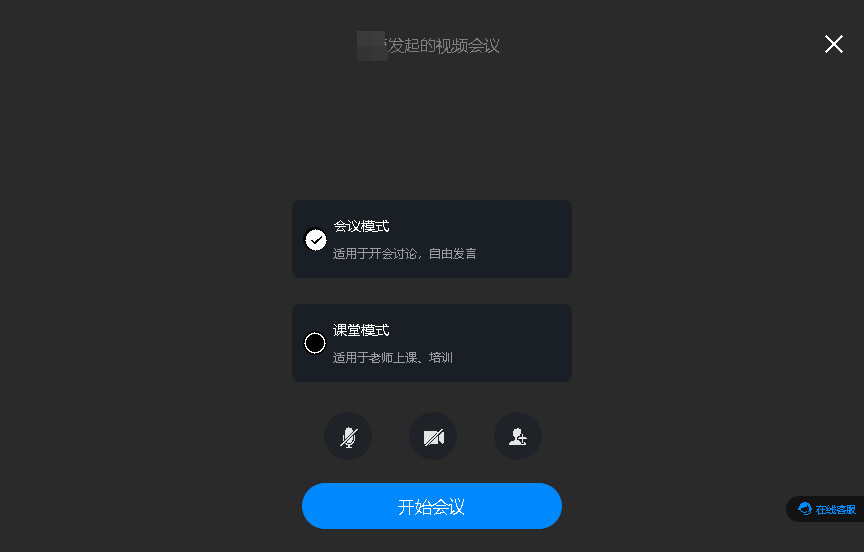 发起的视频会议
会议模式
适用于开会讨论，自由发言
课堂模式
适用于老师上课、培训
开始会议
在线客服